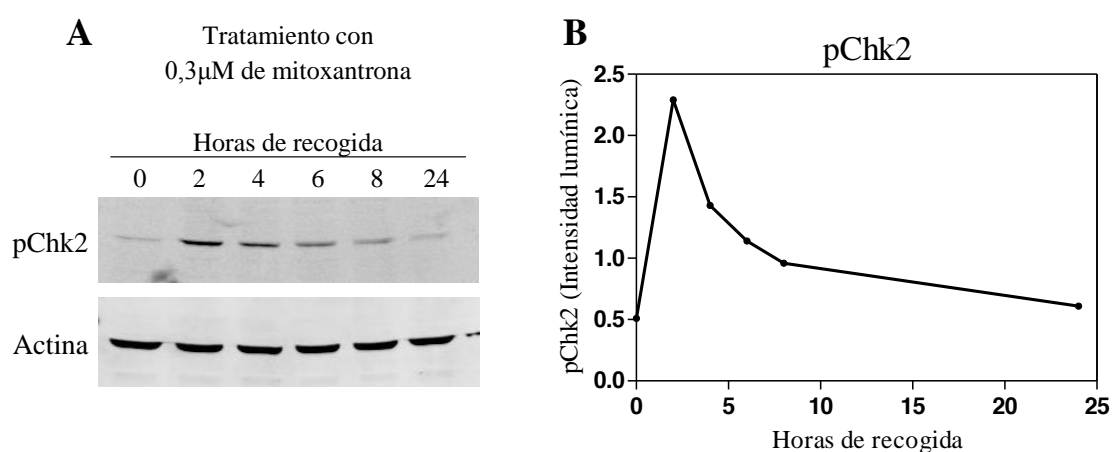 A
Tratamiento con
0,3µM de mitoxantrona
Horas de recogida
0 2 4 6 8 24
pChk2
Actina
B
pChk2
pChk2 (Intensidad lumínica)
2.5
2.0
1.5
1.0
0.5
0.0
0 5 10 15 20 25
Horas de recogida